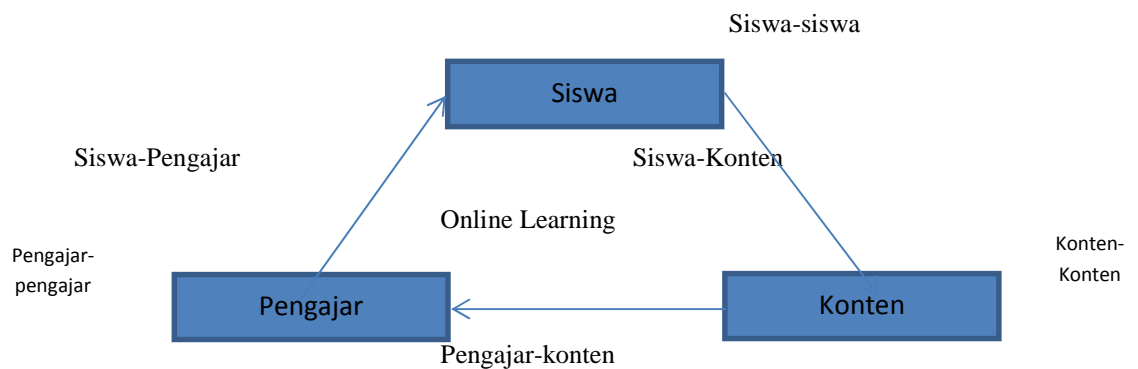 Siswa-siswa
Siswa
Siswa-Pengajar
Siswa-Konten
Online Learning
Pengajar-
pengajar
Konten-
Konten
Pengajar
Konten
Pengajar-konten